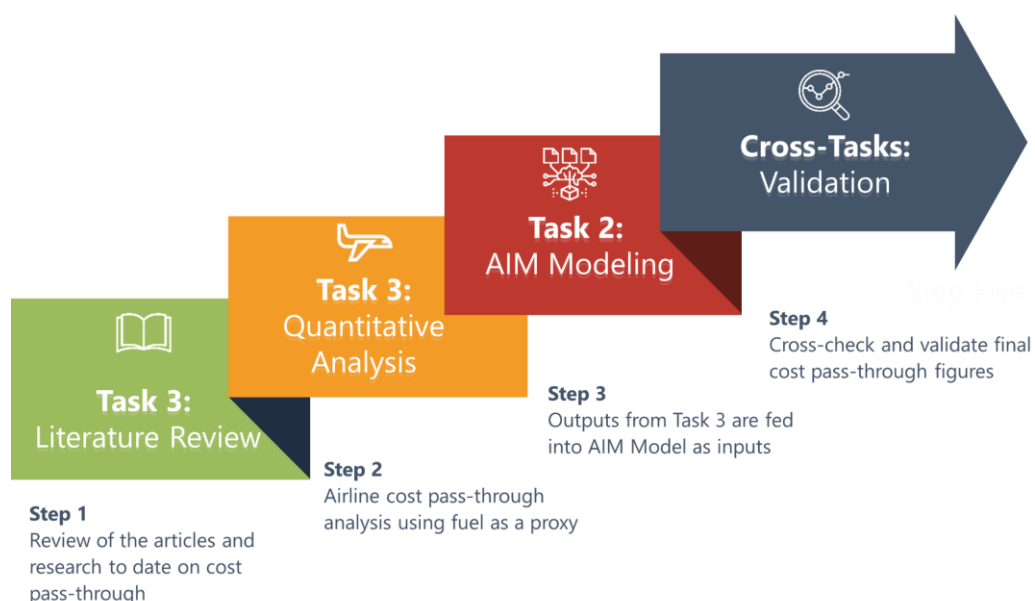 Task 3:
Literature Review
Step 1
Review of the articles and
research to date on cost
pass-through
Task 3:
Quantitative
Analysis
Step 2
Airline cost pass-through
analysis using fuel as a proxy
Task 2:
AIM Modeling
Step 3
Outputs from Task 3 are fed
into AIM Model as inputs
Cross-Tasks:
Validation
Step 4
Cross-check and validate final
cost pass-through figures